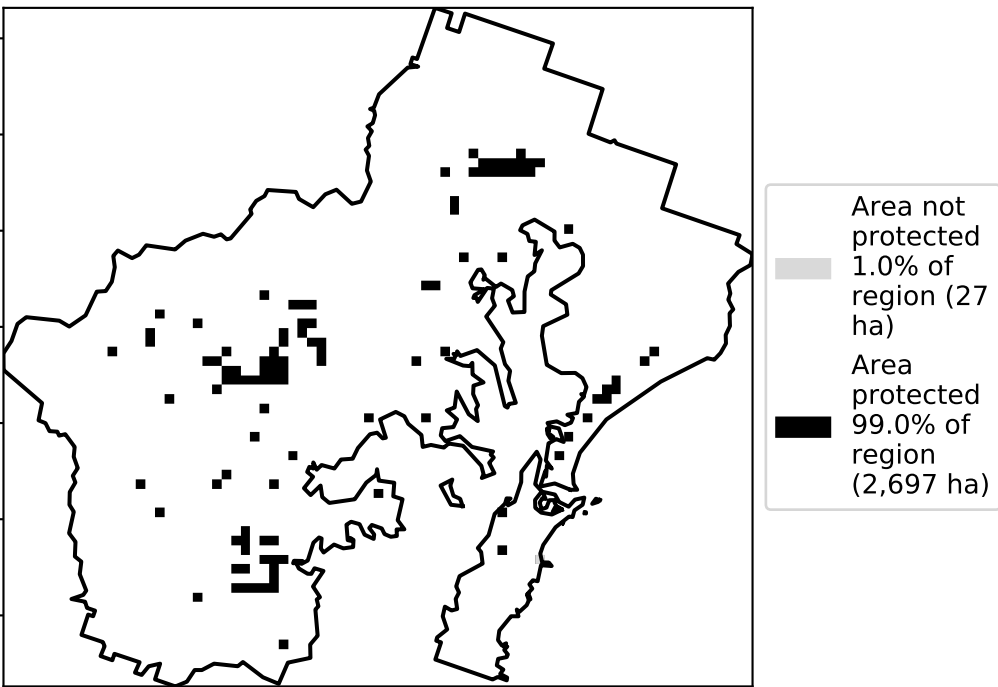 Area not
protected
1.0% of
region (27
ha)
Area
protected
99.0% of
region
(2,697 ha)